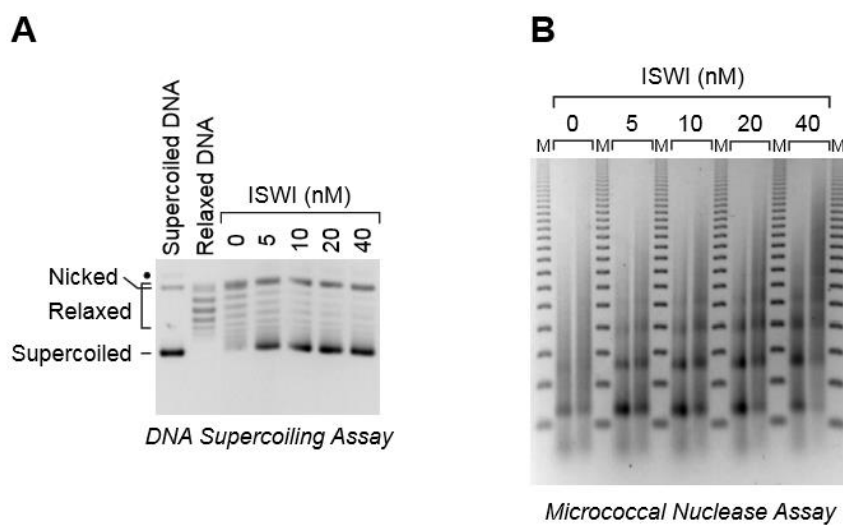 A
Supercoiled DNA
Relaxed DNA
ISWI (nM)
0 5 10 20 40
Nicked
Relaxed
Supercoiled
DNA Supercoiling Assay
B
ISWI (nM)
0 5 10 20 40
M M M M M M
Micrococcal Nuclease Assay